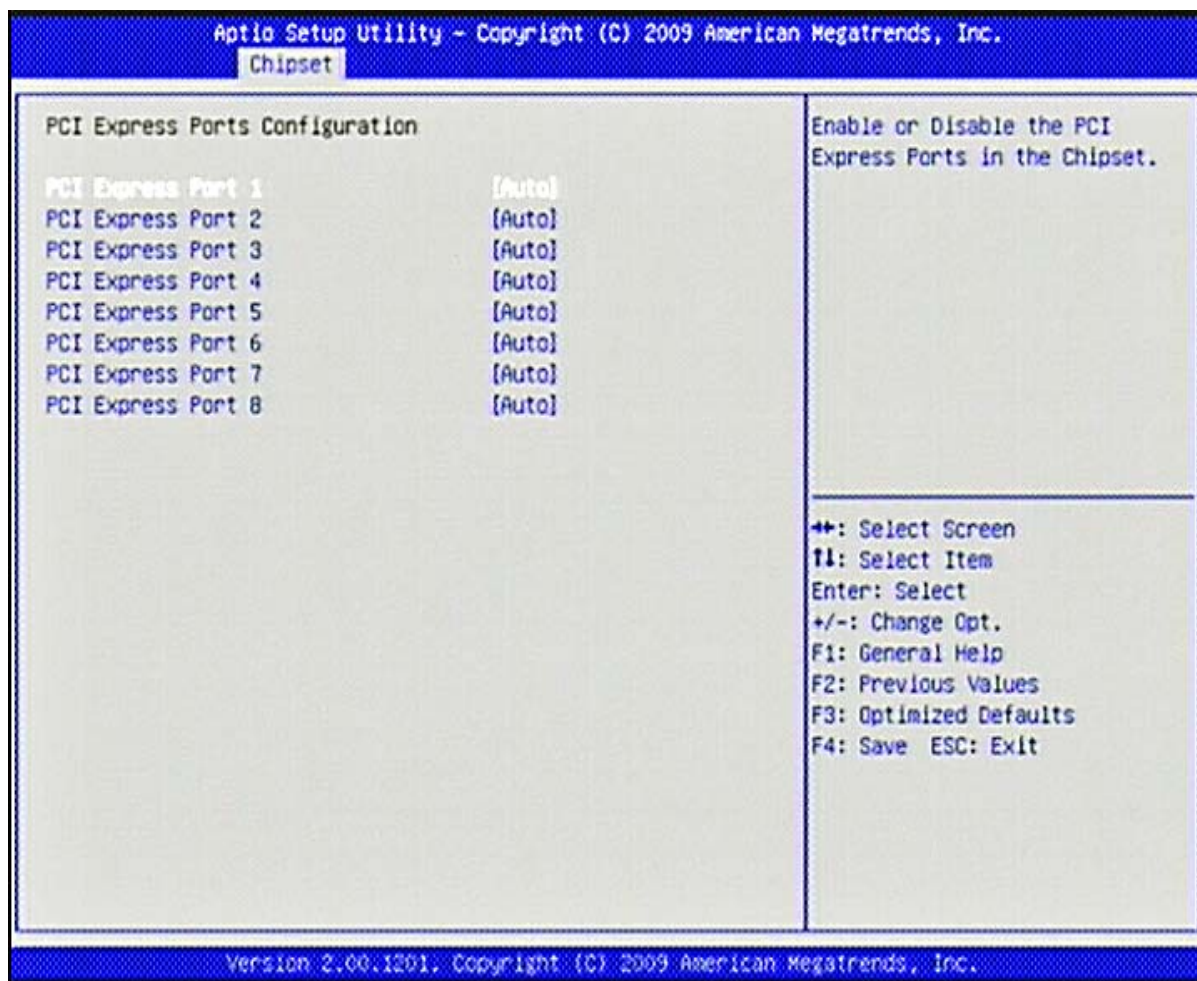 Aptio Setup Utility - Copyright (C) 2009 American Megatrends, Inc.
Chipset
PCI Express Ports Configuration
PCI Express Port 1 [Auto]
PCI Express Port 2 [Auto]
PCI Express Port 3 [Auto]
PCI Express Port 4 [Auto]
PCI Express Port 5 [Auto]
PCI Express Port 6 [Auto]
PCI Express Port 7 [Auto]
PCI Express Port 8 [Auto]
Enable or Disable the PCI
Express Ports in the Chipset.
→←: Select Screen
↑↓: Select Item
Enter: Select
+/-: Change Opt.
F1: General Help
F2: Previous Values
F3: Optimized Defaults
F4: Save ESC: Exit
Version 2.00.1201. Copyright (C) 2009 American Megatrends, Inc.